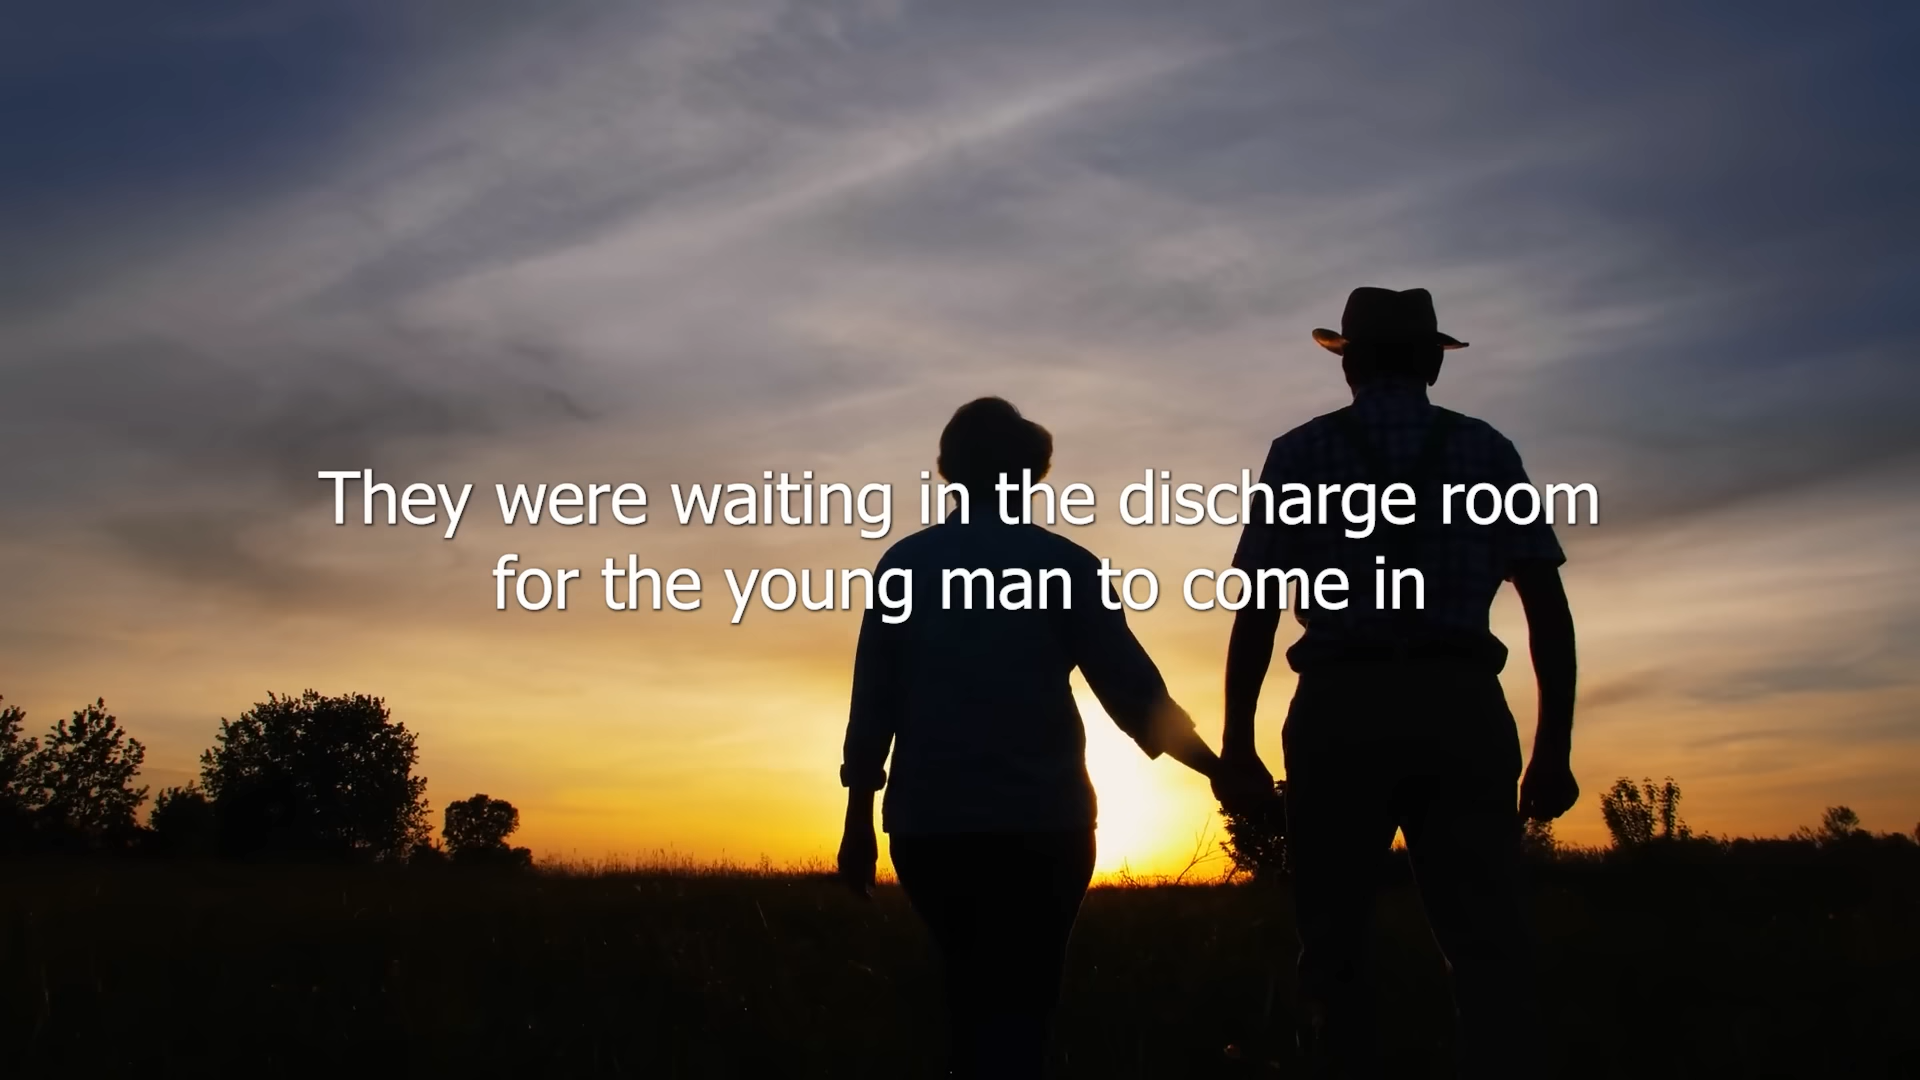 They were waiting in the discharge room
for the young man to come in